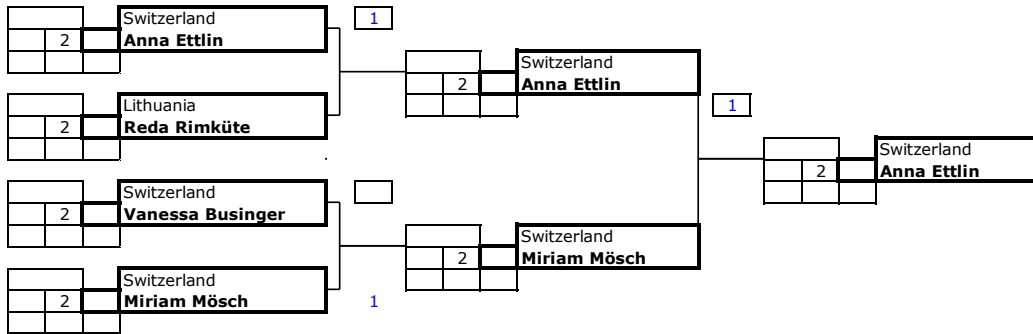 Switzerland
2 Anna Ettlin
1
Switzerland
2 Anna Ettlin
Lithuania
2 Reda Rimküte
1
Switzerland
2 Anna Ettlin
Switzerland
2 Vanessa Businger
Switzerland
2 Miriam Mösch
Switzerland
2 Miriam Mösch
1